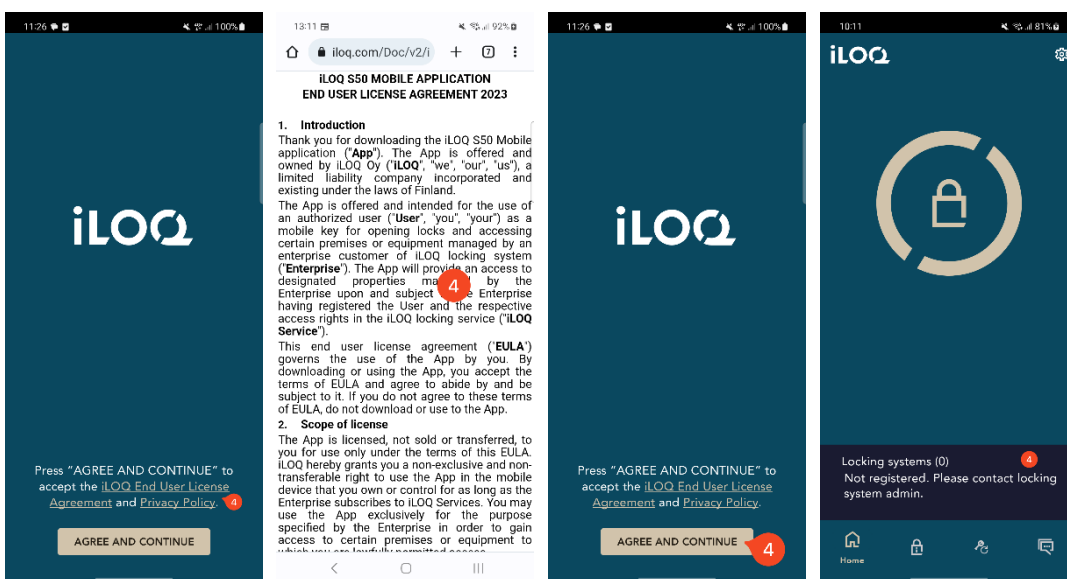 11:26 100%
iLOQ
Press “AGREE AND CONTINUE” to
accept the iLOQ End User License
Agreement and Privacy Policy. 4
AGREE AND CONTINUE
13:11 92%
iloq.com/Doc/v2/i 7
iLOQ S50 MOBILE APPLICATION
END USER LICENSE AGREEMENT 2023
1. Introduction
Thank you for downloading the iLOQ S50 Mobile
application ("App"). The App is offered and
owned by iLOQ Oy ("iLOQ", "we", "our", "us"), a
limited liability company incorporated and
existing under the laws of Finland.
The App is offered and intended for the use of
an authorized user ("User", "you", "your") as a
mobile key for opening locks and accessing
certain premises or equipment managed by an
enterprise customer of iLOQ locking system
("Enterprise"). The App will provide an access to
designated properties by the
Enterprise upon and subject Enterprise
having registered the User and the respective
access rights in the iLOQ locking service ("iLOQ
Service").
4
This end user license agreement ("EULA")
governs the use of the App by you. By
downloading or using the App, you accept the
terms of EULA and agree to abide by and be
subject to it. If you do not agree to these terms
of EULA, do not download or use to the App.
2. Scope of license
The App is licensed, not sold or transferred, to
you for use only under the terms of this EULA.
iLOQ hereby grants you a non-exclusive and non-
transferable right to use the App in the mobile
device that you own or control for as long as the
Enterprise subscribes to iLOQ Services. You may
use the App exclusively for the purpose
specified by the Enterprise in order to gain
access to certain premises or equipment to
which you are lawfully permitted access.
11:26 100%
iLOQ
Press “AGREE AND CONTINUE” to
accept the iLOQ End User License
Agreement and Privacy Policy.
AGREE AND CONTINUE 4
10:11 81%
iLOQ
Locking systems (0) 4
Not registered. Please contact locking
system admin.
Home